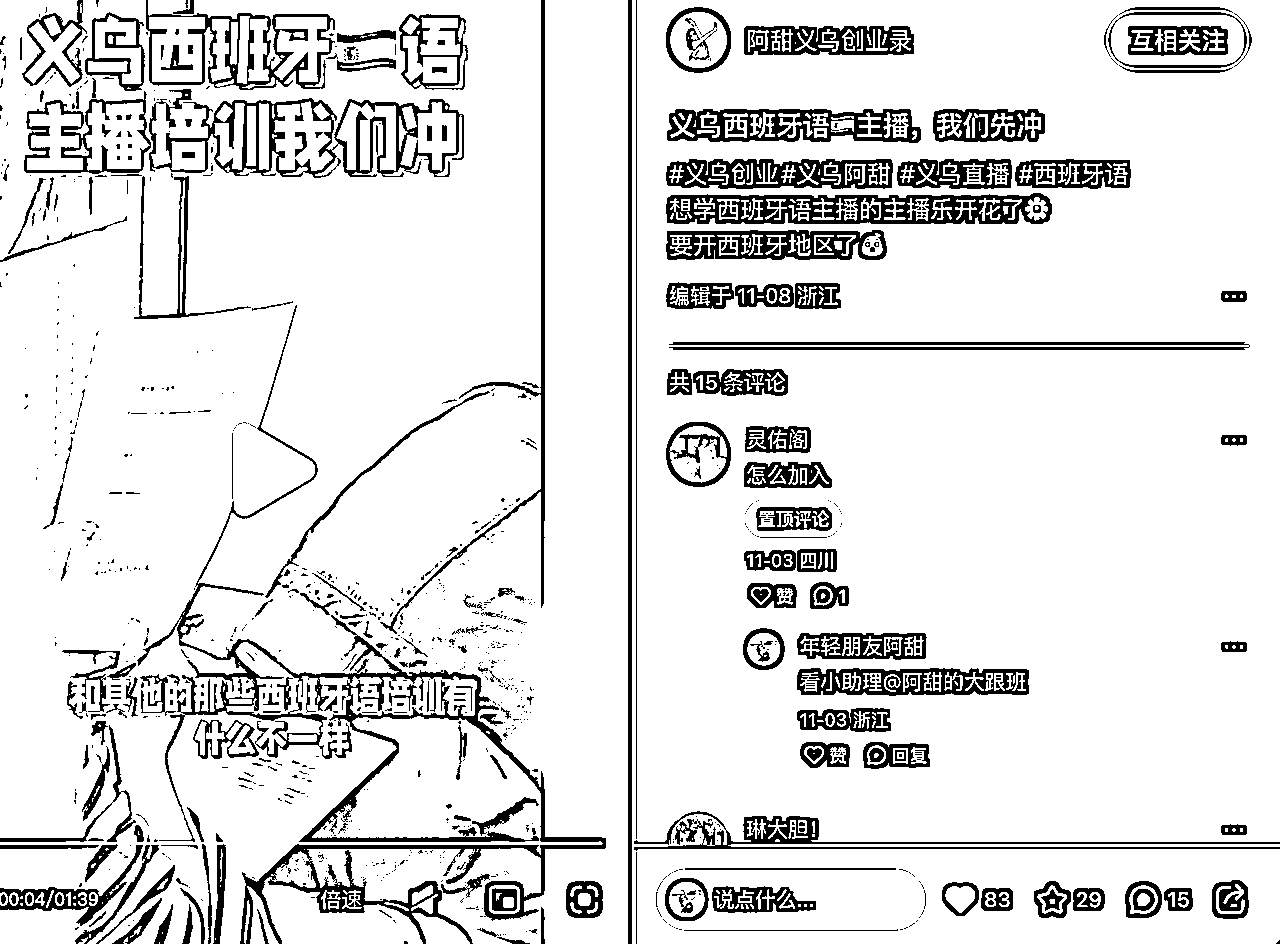 义乌西班牙🇪🇸语
主播培训我们冲
和其他的那些西班牙语培训有
什么不一样
00:04/01:39
倍速
阿甜义乌创业录
互相关注
义乌西班牙语🇪🇸主播，我们先冲
#义乌创业 #义乌阿甜 #义乌直播 #西班牙语
想学西班牙语主播的主播乐开花了🌼
要开西班牙地区了
编辑于 11-08 浙江
共 15 条评论
灵佑阁
怎么加入
置顶评论
11-03 四川
赞 1
年轻朋友阿甜
看小助理@阿甜的大跟班
11-03 浙江
赞 回复
琳大胆！
说点什么...
83 29 15